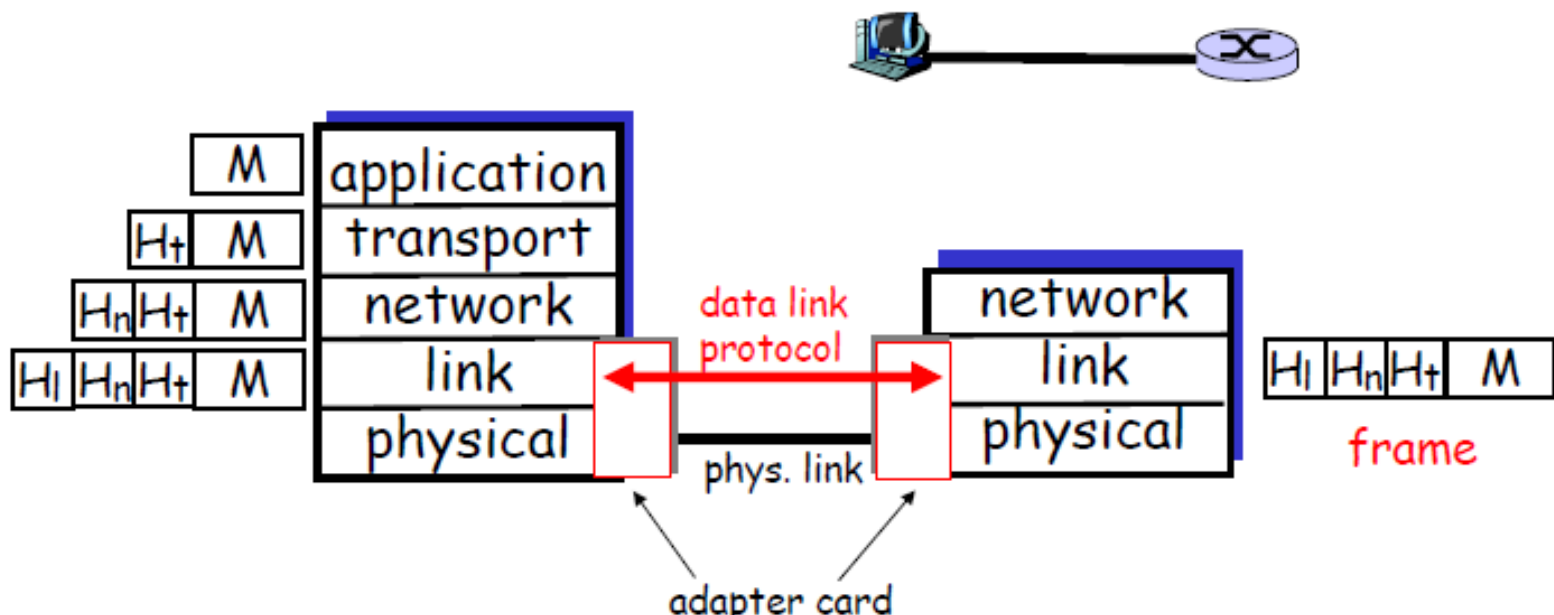 M
application
Ht M
transport
Hn Ht M
network
Hl Hn Ht M
link
physical
data link
protocol
phys. link
adapter card
network
link
physical
Hl Hn Ht M
frame